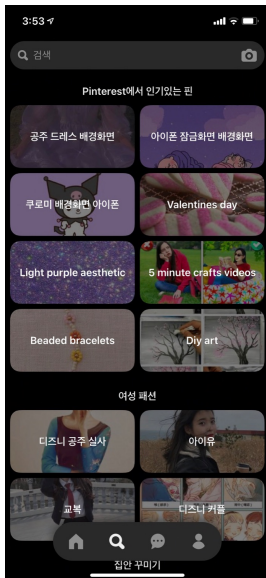 3:53
검색
Pinterest에서 인기있는 핀
공주 드레스 배경화면
아이폰 잠금화면 배경화면
쿠로미 배경화면 아이폰
Valentines day
Light purple aesthetic
5 minute crafts videos
Beaded bracelets
Diy art
여성 패션
디즈니 공주 실사
아이유
교복
디즈니 커플
집안 꾸미기